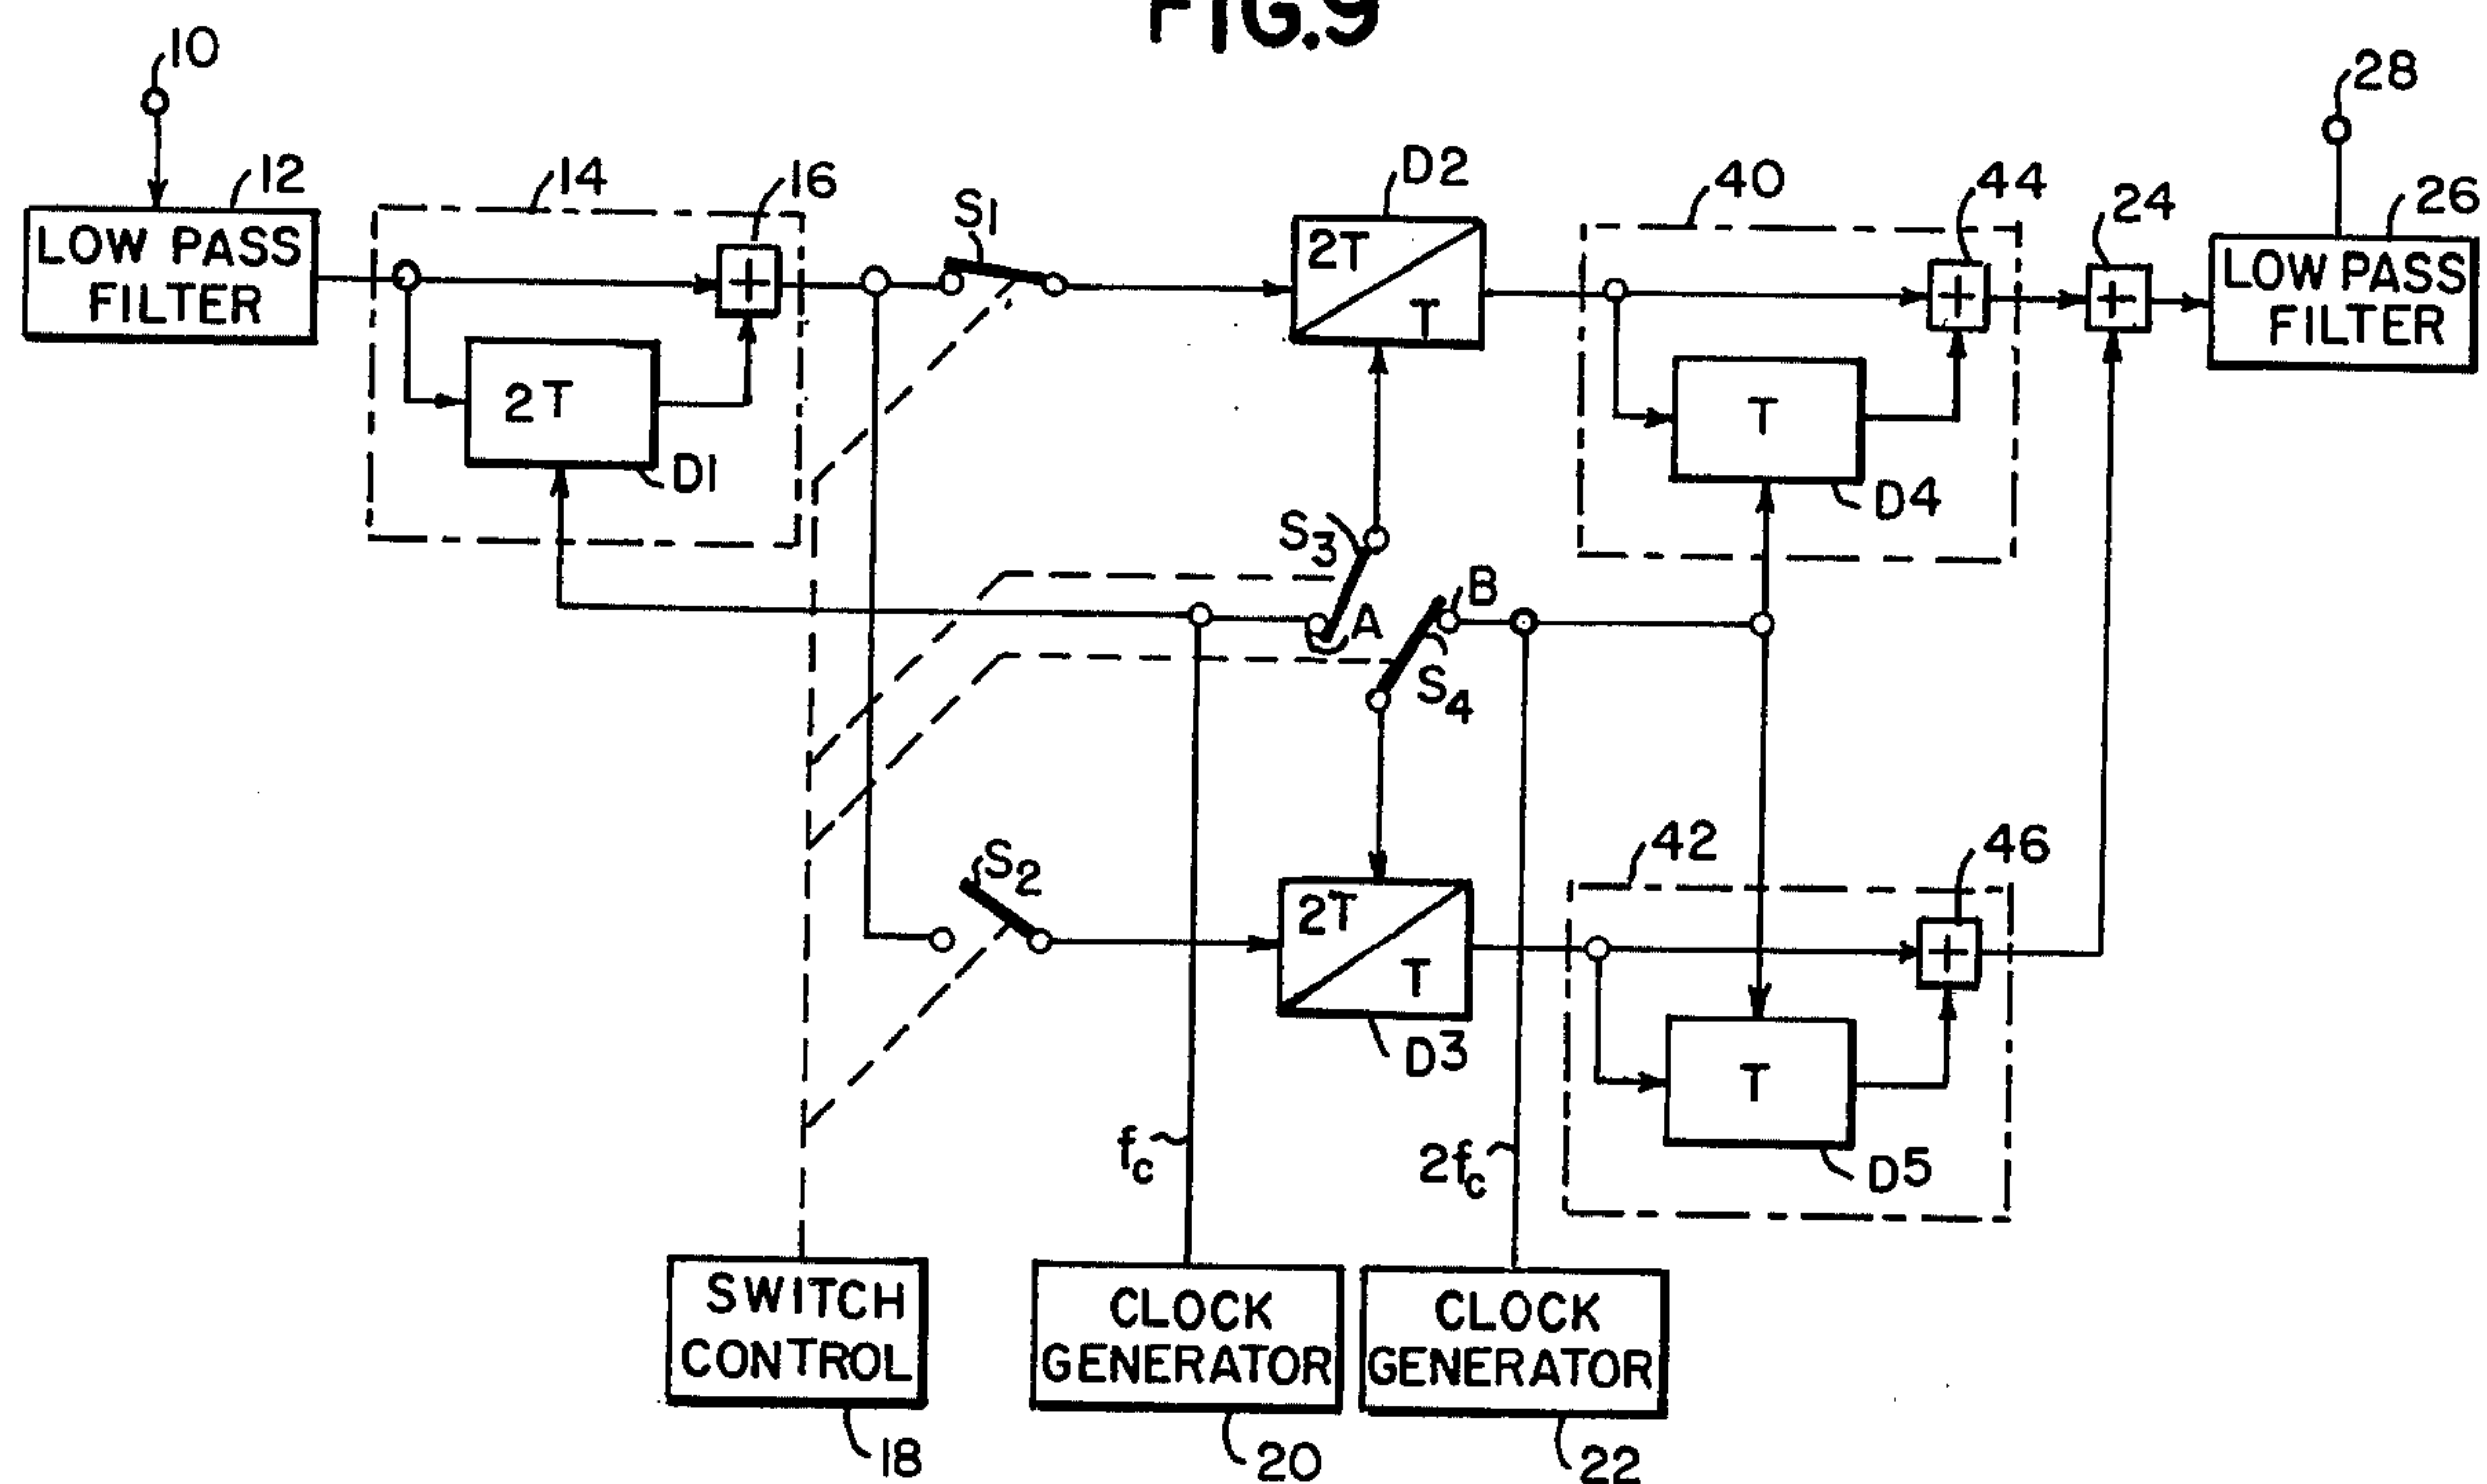 FIG.9
10
28
12
14
16
S1
D2
40
44
24
26
LOW PASS
FILTER
2T
T
LOW PASS
FILTER
2T
D1
T
D4
S3
A
B
S4
S2
42
46
2T
T
D3
T
D5
fc
2fc
SWITCH
CONTROL
CLOCK
GENERATOR
CLOCK
GENERATOR
18
20
22